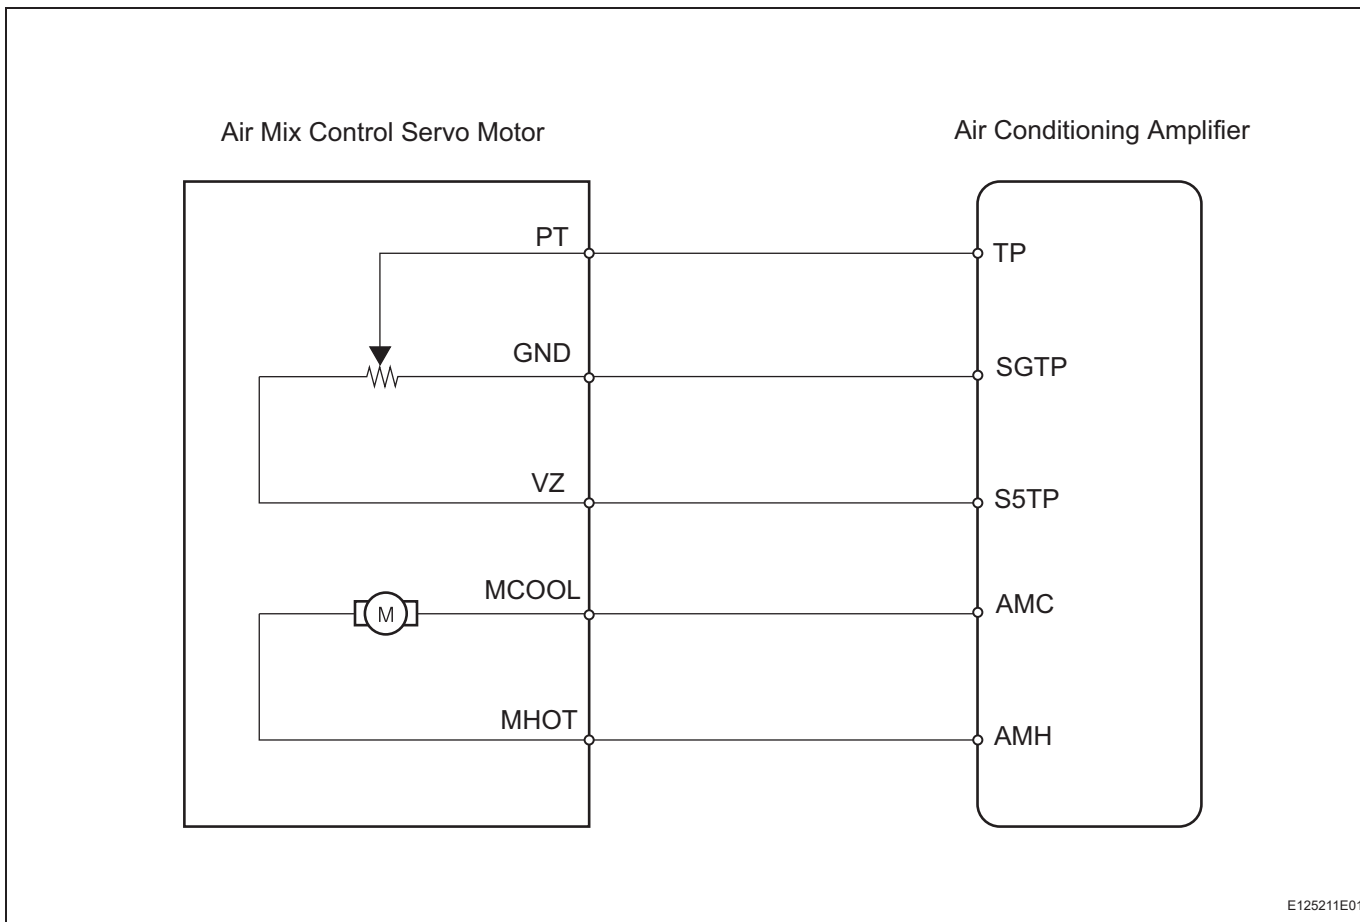 Air Mix Control Servo Motor
Air Conditioning Amplifier
PT
TP
GND
SGTP
VZ
S5TP
MCOOL
AMC
M
MHOT
AMH
E125211E01